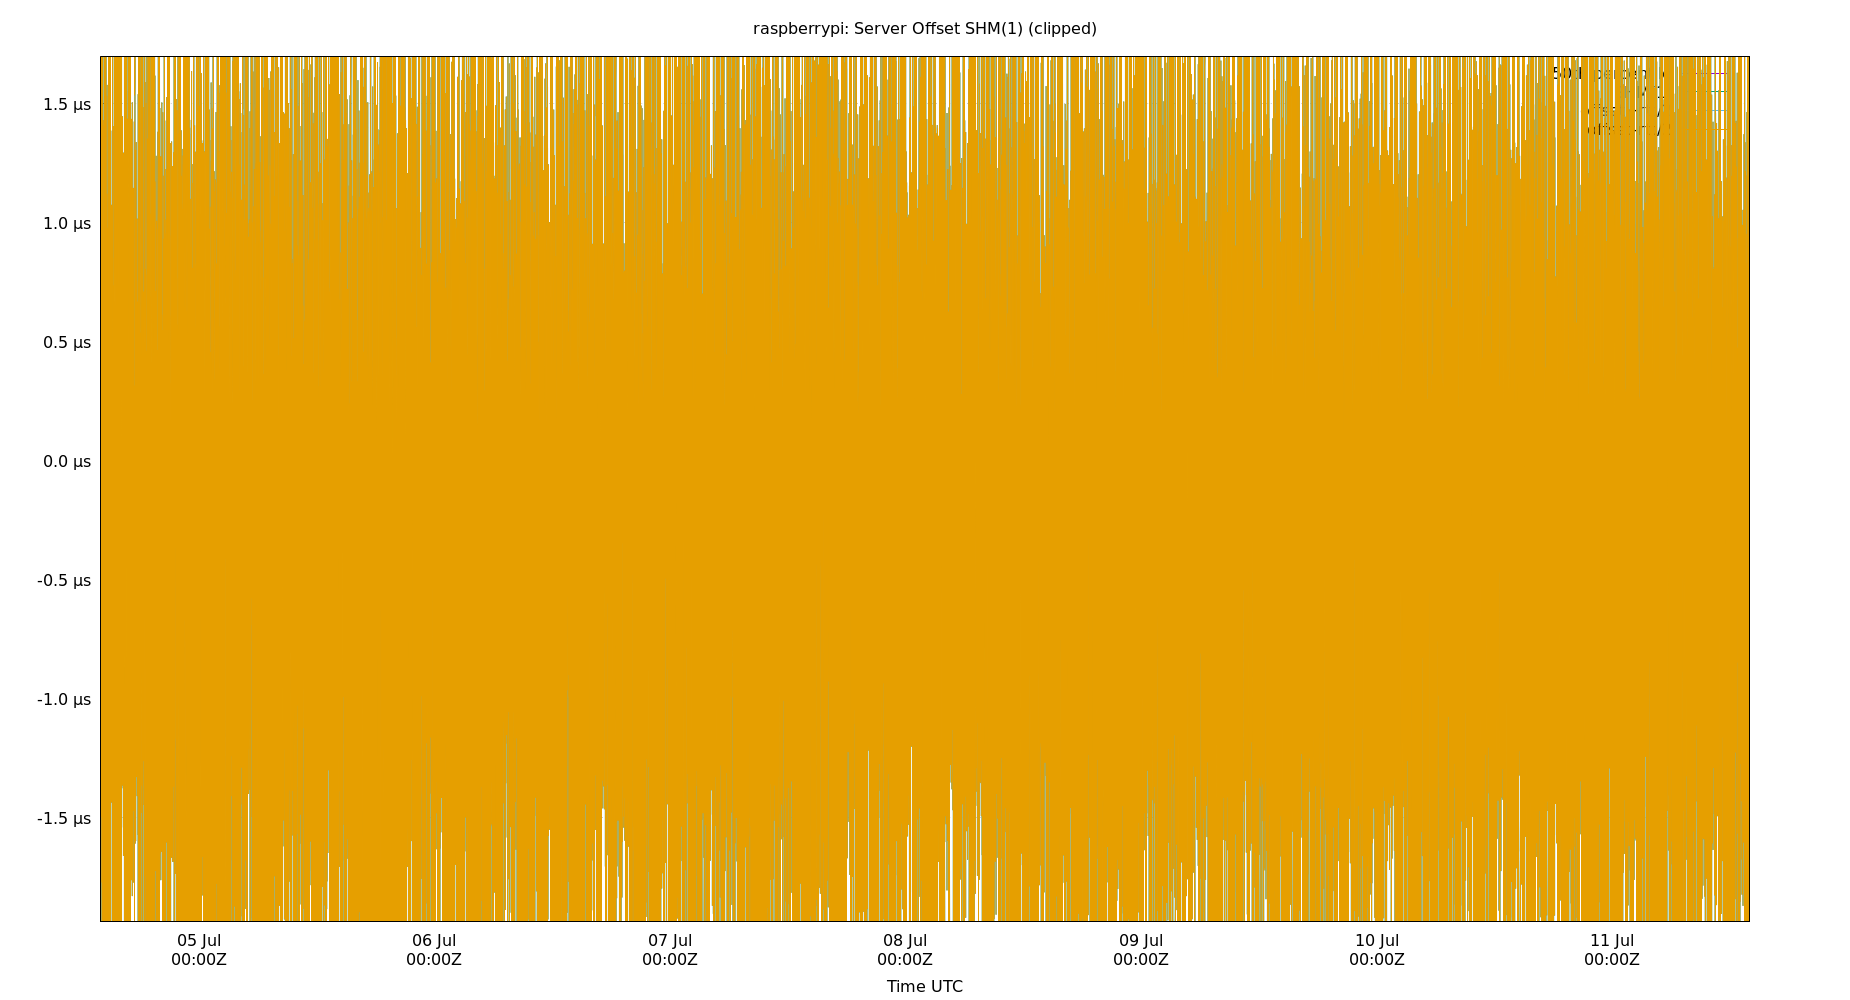 raspberrypi: Server Offset SHM(1) (clipped)
1.5 µs
1.0 µs
0.5 µs
0.0 µs
-0.5 µs
-1.0 µs
-1.5 µs
05 Jul 06 Jul 07 Jul 08 Jul 09 Jul 10 Jul 11 Jul
00:00Z 00:00Z 00:00Z 00:00Z 00:00Z 00:00Z 00:00Z
Time UTC